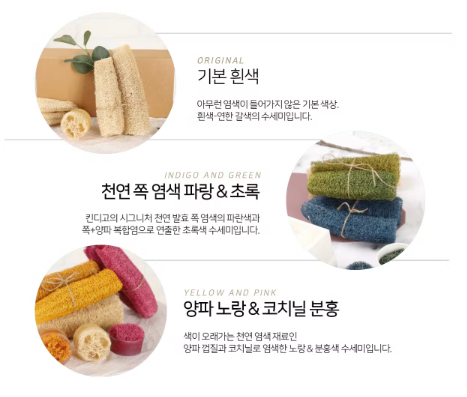 ORIGINAL
기본 흰색
아무런 염색이 들어가지 않은 기본 색상.
흰색-연한 갈색의 수세미입니다.
INDIGO AND GREEN
천연 쪽 염색 파랑 & 초록
킨디고의 시그니처 천연 발효 쪽 염색의 파란색과
쪽+양파 복합염으로 연출한 초록색 수세미입니다.
YELLOW AND PINK
양파 노랑 & 코치닐 분홍
색이 오래가는 천연 염색 재료인
양파 껍질과 코치닐로 염색한 노랑 & 분홍색 수세미입니다.